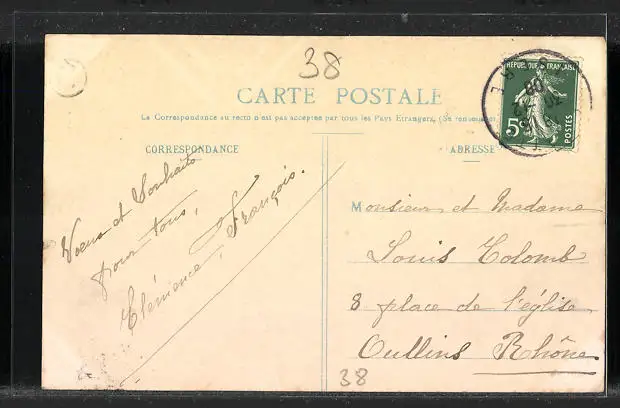 38
CARTE POSTALE
La Correspondance au recto n'est pas acceptée par tous les Pays Etrangers. (Se renseigner
CORRESPONDANCE
ADRESSE
RÉPUBLIQUE FRANÇAISE
5c
POSTES
Voeux et Souhaits
pour tous,
Clémence, François.
Monsieur et Madame
Louis Colomb
8 place de l'église
Oullins Rhône
38